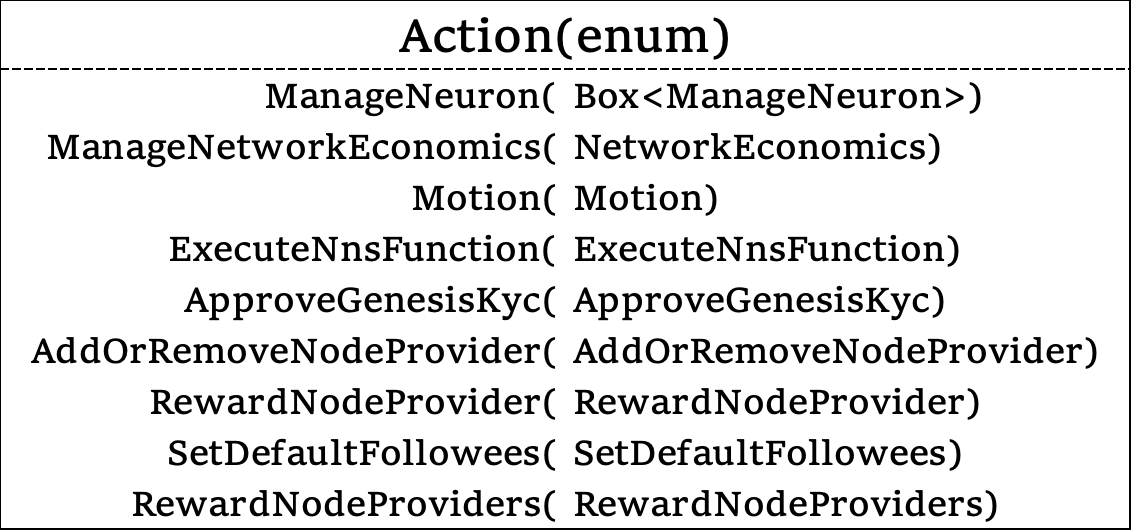 Action(enum)
ManageNeuron( Box<ManageNeuron>)
ManageNetworkEconomics( NetworkEconomics)
Motion( Motion)
ExecuteNnsFunction( ExecuteNnsFunction)
ApproveGenesisKyc( ApproveGenesisKyc)
AddOrRemoveNodeProvider( AddOrRemoveNodeProvider)
RewardNodeProvider( RewardNodeProvider)
SetDefaultFollowees( SetDefaultFollowees)
RewardNodeProviders( RewardNodeProviders)